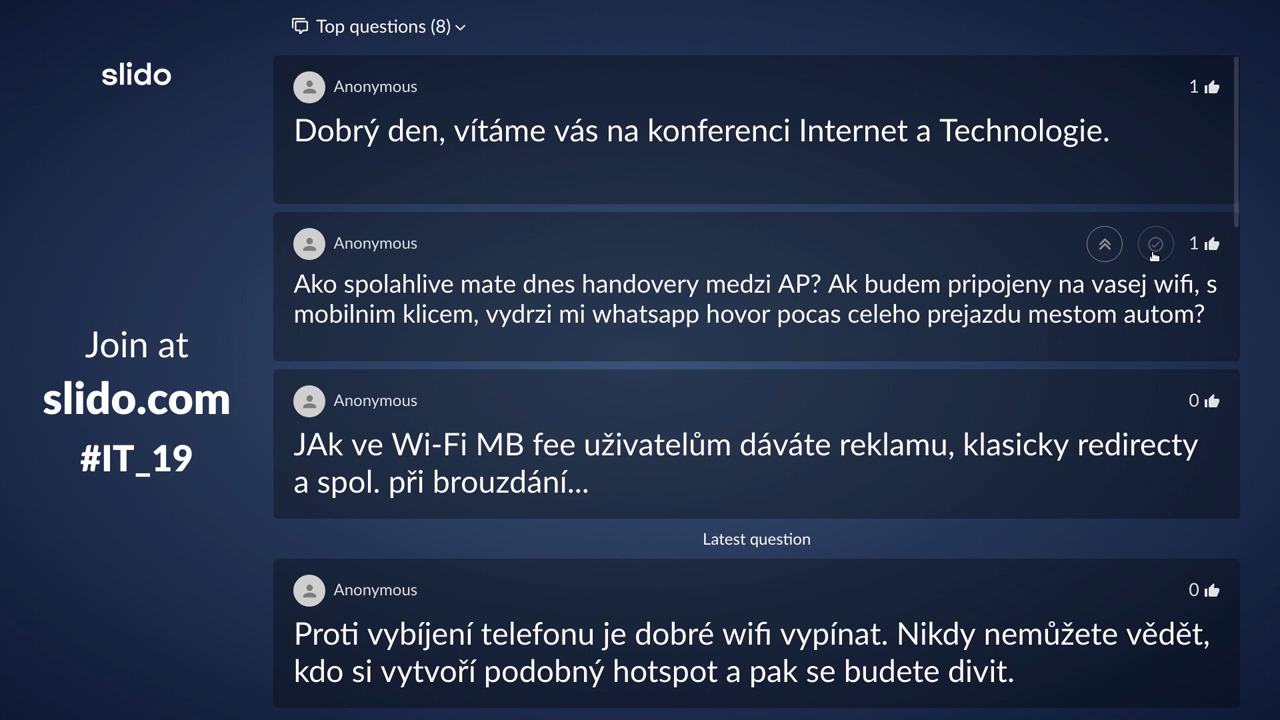 Top questions (8)
slido
Anonymous
1
Dobrý den, vítáme vás na konferenci Internet a Technologie.
Anonymous
1
Ako spolahlive mate dnes handovery medzi AP? Ak budem pripojeny na vasej wifi, s
mobilnim klicem, vydrzi mi whatsapp hovor pocas celeho prejazdu mestom autom?
Join at
slido.com
#IT_19
Anonymous
0
JAk ve Wi-Fi MB fee uživatelům dáváte reklamu, klasicky redirecty
a spol. při brouzdání...
Latest question
Anonymous
0
Proti vybíjení telefonu je dobré wifi vypínat. Nikdy nemůžete vědět,
kdo si vytvoří podobný hotspot a pak se budete divit.